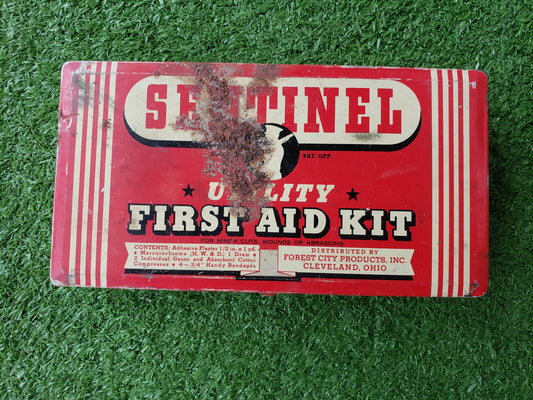 SENTINEL
PAT. OFF.
★ UTILITY ★
FIRST AID KIT
FOR MINOR CUTS, WOUNDS OR ABRASIONS
CONTENTS: Adhesive Plaster 1/2 in. x 1 yd.
★ Mercurochrome (H. W. & D.) 1 Dram ★
2 Individual Gauze and Absorbent Cotton
Compresses ★ 4—3/4" Handy Bandages
DISTRIBUTED BY
FOREST CITY PRODUCTS, INC.
CLEVELAND, OHIO